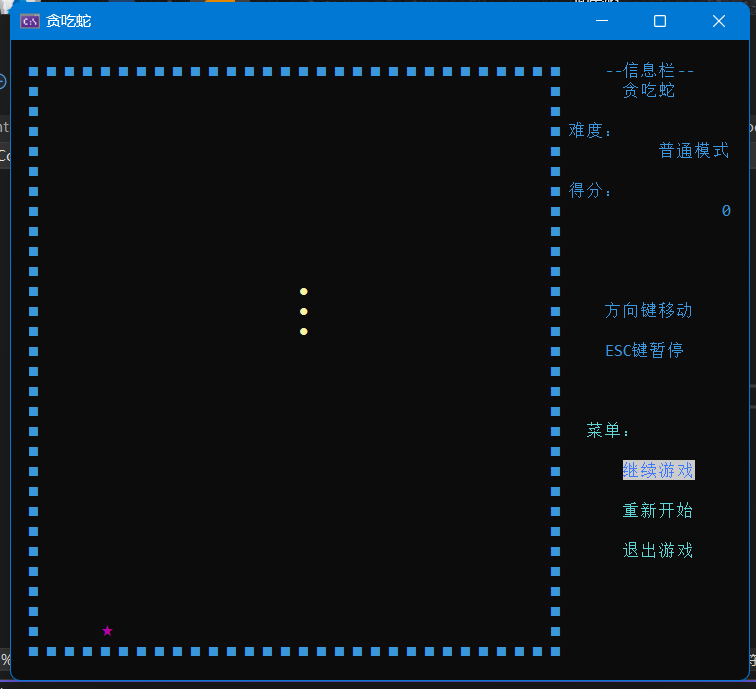 贪吃蛇
--信息栏--
贪吃蛇
难度:
普通模式
得分:
0
方向键移动
ESC键暂停
菜单:
继续游戏
重新开始
退出游戏